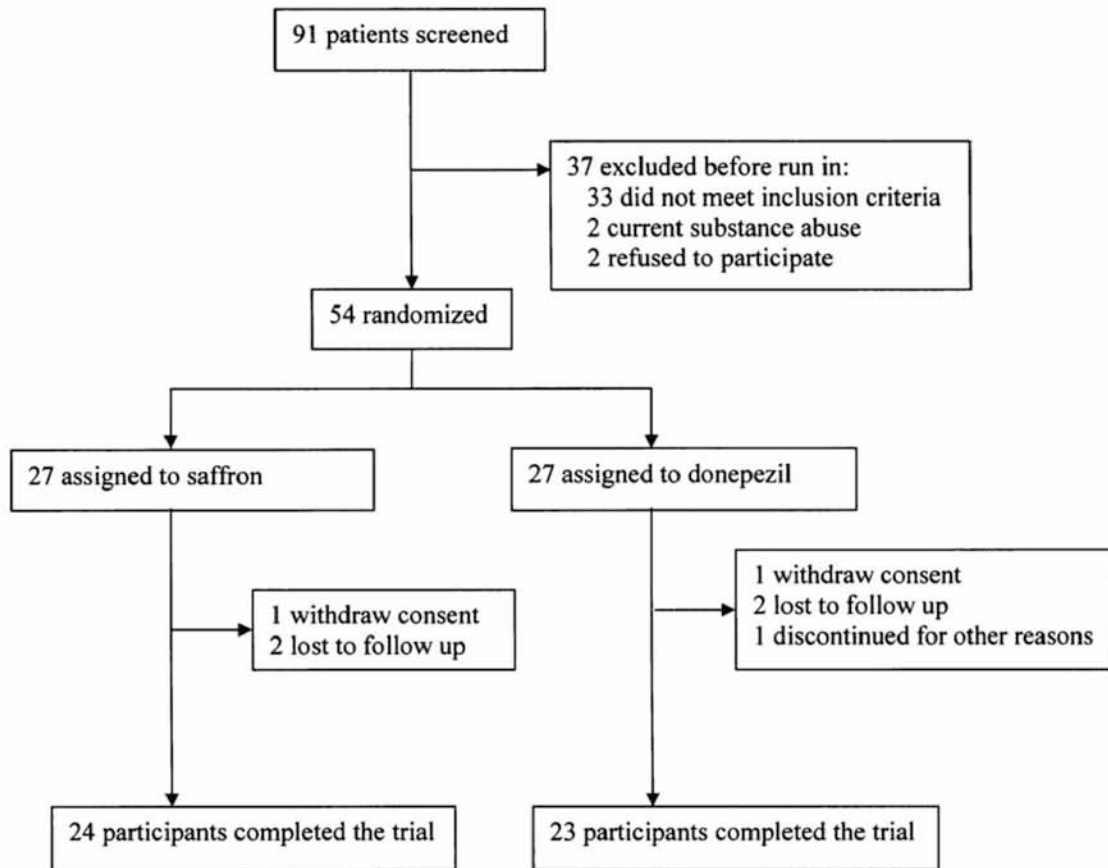 91 patients screened
37 excluded before run in:
33 did not meet inclusion criteria
2 current substance abuse
2 refused to participate
54 randomized
27 assigned to saffron
27 assigned to donepezil
1 withdraw consent
2 lost to follow up
1 withdraw consent
2 lost to follow up
1 discontinued for other reasons
24 participants completed the trial
23 participants completed the trial